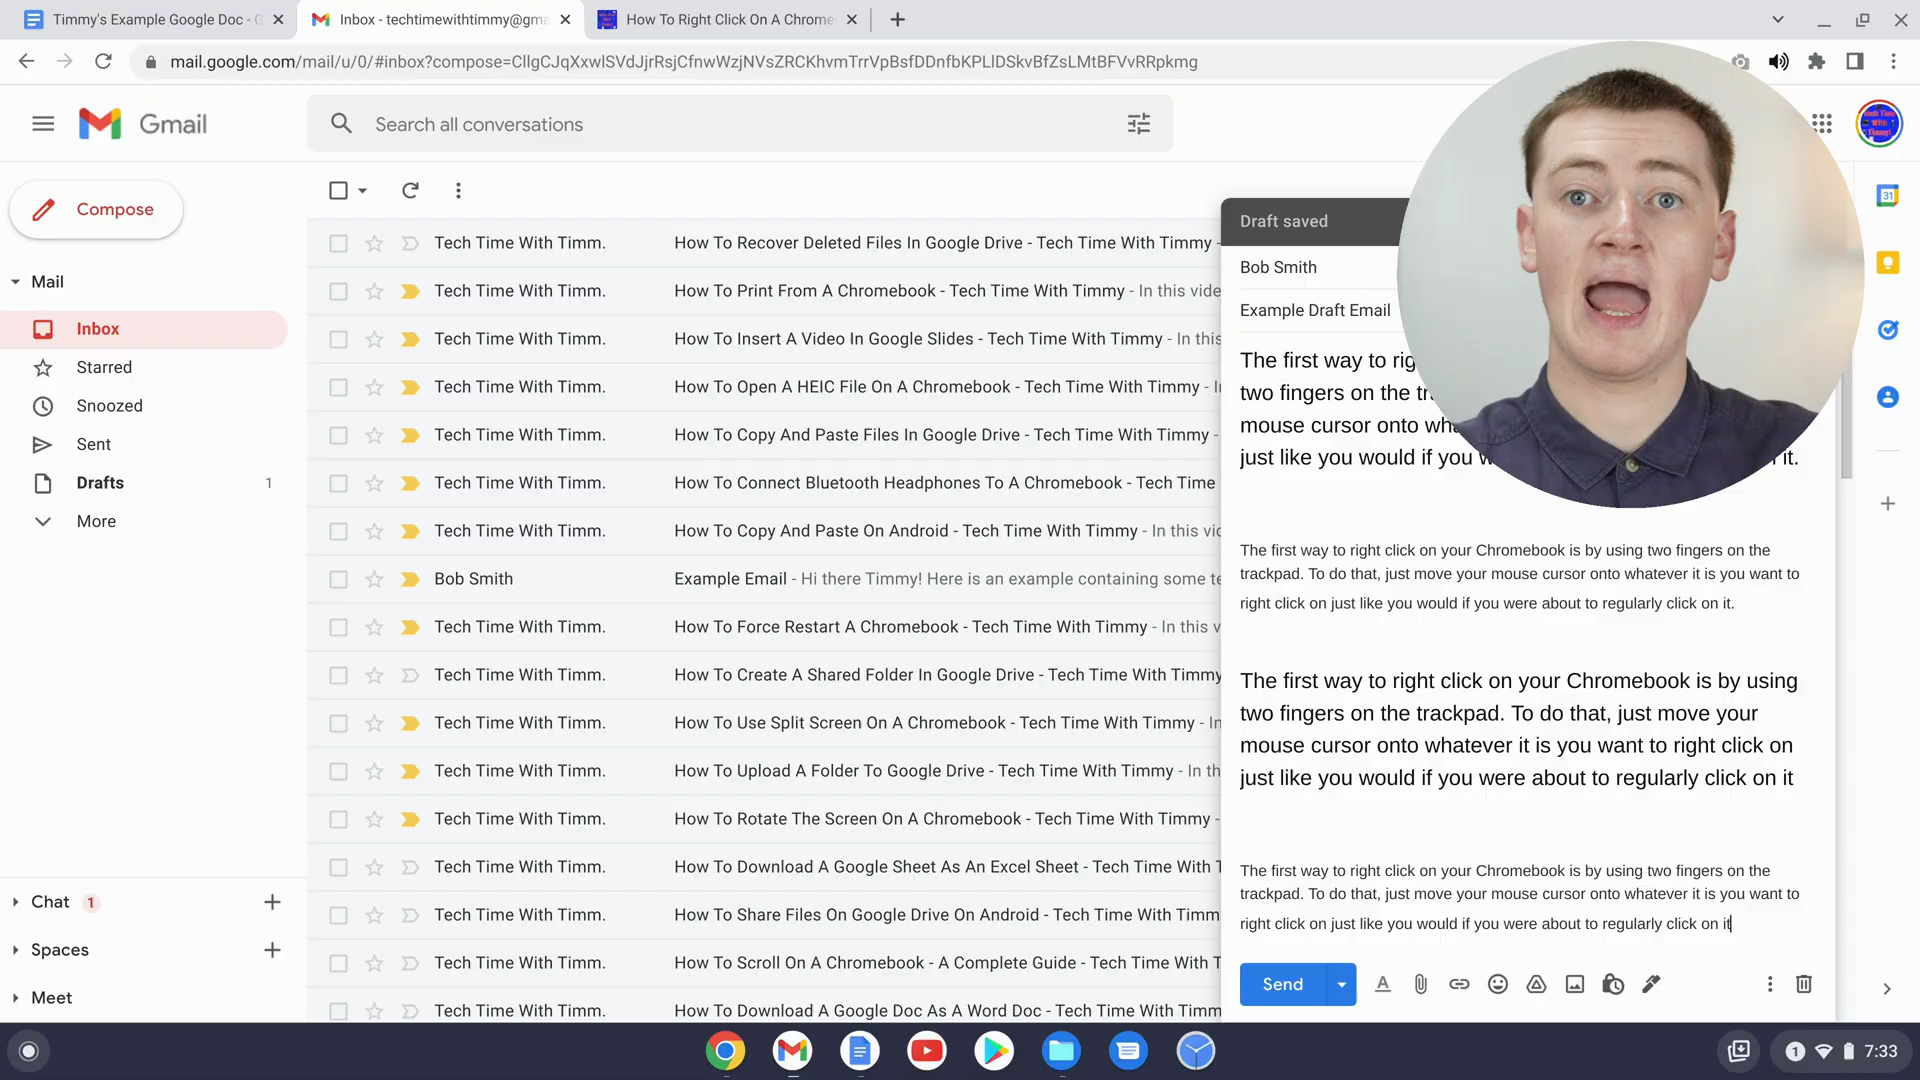 Timmy's Example Google Doc - G
Inbox - techtimewithtimmy@gma
How To Right Click On A Chrome
mail.google.com/mail/u/0/#inbox?compose=CllgCJqXxwlSVdJjrRsjCfnwWzjNVsZRCKhvmTrrVpBsfDDnfbKPLlDSkvBfZsLMtBFVvRRpkmg
Gmail
Search all conversations
Tech Time With Timmy!
Compose
Mail
Inbox
Starred
Snoozed
Sent
Drafts 1
More
Chat 1
Spaces
Meet
Tech Time With Timm. How To Recover Deleted Files In Google Drive - Tech Time With Timmy -
Tech Time With Timm. How To Print From A Chromebook - Tech Time With Timmy - In this vide
Tech Time With Timm. How To Insert A Video In Google Slides - Tech Time With Timmy - In this
Tech Time With Timm. How To Open A HEIC File On A Chromebook - Tech Time With Timmy - I
Tech Time With Timm. How To Copy And Paste Files In Google Drive - Tech Time With Timmy -
Tech Time With Timm. How To Connect Bluetooth Headphones To A Chromebook - Tech Time
Tech Time With Timm. How To Copy And Paste On Android - Tech Time With Timmy - In this vic
Bob Smith Example Email - Hi there Timmy! Here is an example containing some te
Tech Time With Timm. How To Force Restart A Chromebook - Tech Time With Timmy - In this v
Tech Time With Timm. How To Create A Shared Folder In Google Drive - Tech Time With Timmy
Tech Time With Timm. How To Use Split Screen On A Chromebook - Tech Time With Timmy - In
Tech Time With Timm. How To Upload A Folder To Google Drive - Tech Time With Timmy - In th
Tech Time With Timm. How To Rotate The Screen On A Chromebook - Tech Time With Timmy -
Tech Time With Timm. How To Download A Google Sheet As An Excel Sheet - Tech Time With T
Tech Time With Timm. How To Share Files On Google Drive On Android - Tech Time With Timm
Tech Time With Timm. How To Scroll On A Chromebook - A Complete Guide - Tech Time With T
Tech Time With Timm. How To Download A Google Doc As A Word Doc - Tech Time With Timm
Draft saved
Bob Smith
Example Draft Email
The first way to rig
two fingers on the tr
mouse cursor onto wha
just like you would if you w it.
The first way to right click on your Chromebook is by using two fingers on the
trackpad. To do that, just move your mouse cursor onto whatever it is you want to
right click on just like you would if you were about to regularly click on it.
The first way to right click on your Chromebook is by using
two fingers on the trackpad. To do that, just move your
mouse cursor onto whatever it is you want to right click on
just like you would if you were about to regularly click on it
The first way to right click on your Chromebook is by using two fingers on the
trackpad. To do that, just move your mouse cursor onto whatever it is you want to
right click on just like you would if you were about to regularly click on it
Send
31
1 7:33